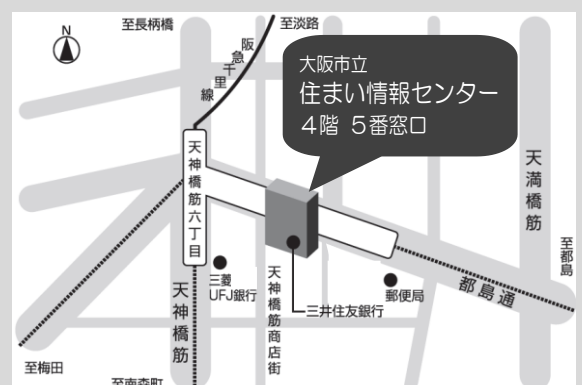 N
至長柄橋
至淡路
阪急千里線
大阪市立
住まい情報センター
4階 5番窓口
天神橋筋六丁目
天満橋筋
至都島
三菱
UFJ銀行
天神橋筋
天神橋筋商店街
三井住友銀行
郵便局
都島通
至梅田
至南森町